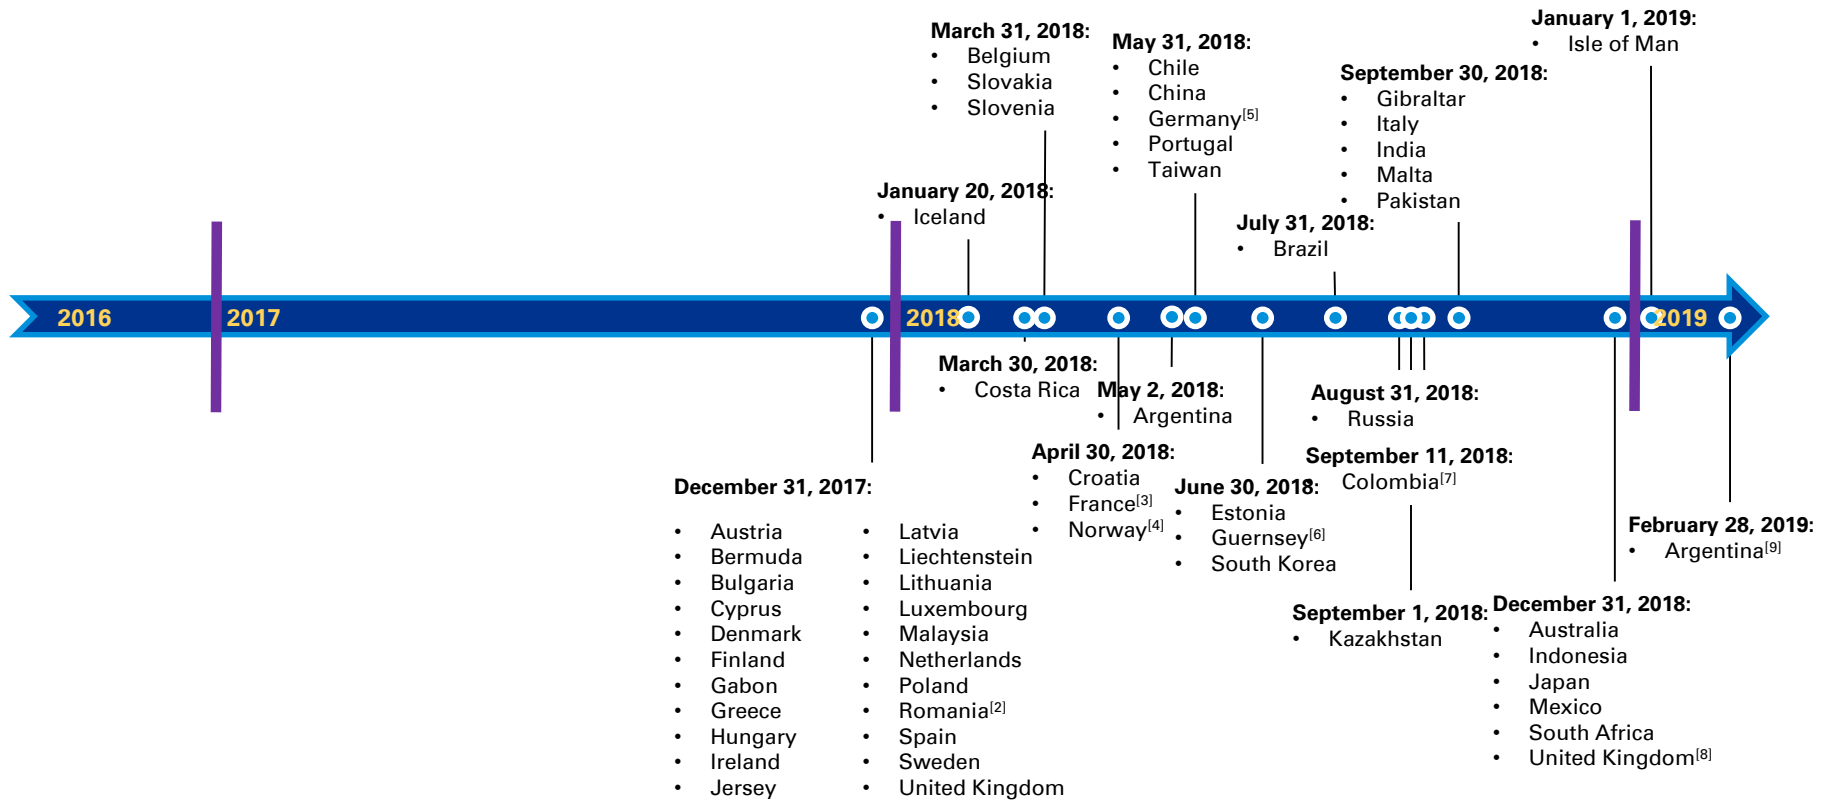 January 1, 2019:
• Isle of Man
March 31, 2018:
• Belgium
• Slovakia
• Slovenia
May 31, 2018:
• Chile
• China
• Germany[5]
• Portugal
• Taiwan
September 30, 2018:
• Gibraltar
• Italy
• India
• Malta
• Pakistan
January 20, 2018:
• Iceland
July 31, 2018:
• Brazil
2016
2017
2018
2019
March 30, 2018:
• Costa Rica
May 2, 2018:
• Argentina
August 31, 2018:
• Russia
April 30, 2018:
• Croatia
• France[3]
• Norway[4]
September 11, 2018:
• Colombia[7]
December 31, 2017:
• Austria
• Bermuda
• Bulgaria
• Cyprus
• Denmark
• Finland
• Gabon
• Greece
• Hungary
• Ireland
• Jersey
• Latvia
• Liechtenstein
• Lithuania
• Luxembourg
• Malaysia
• Netherlands
• Poland
• Romania[2]
• Spain
• Sweden
• United Kingdom
June 30, 2018:
• Estonia
• Guernsey[6]
• South Korea
February 28, 2019:
• Argentina[9]
September 1, 2018:
• Kazakhstan
December 31, 2018:
• Australia
• Indonesia
• Japan
• Mexico
• South Africa
• United Kingdom[8]